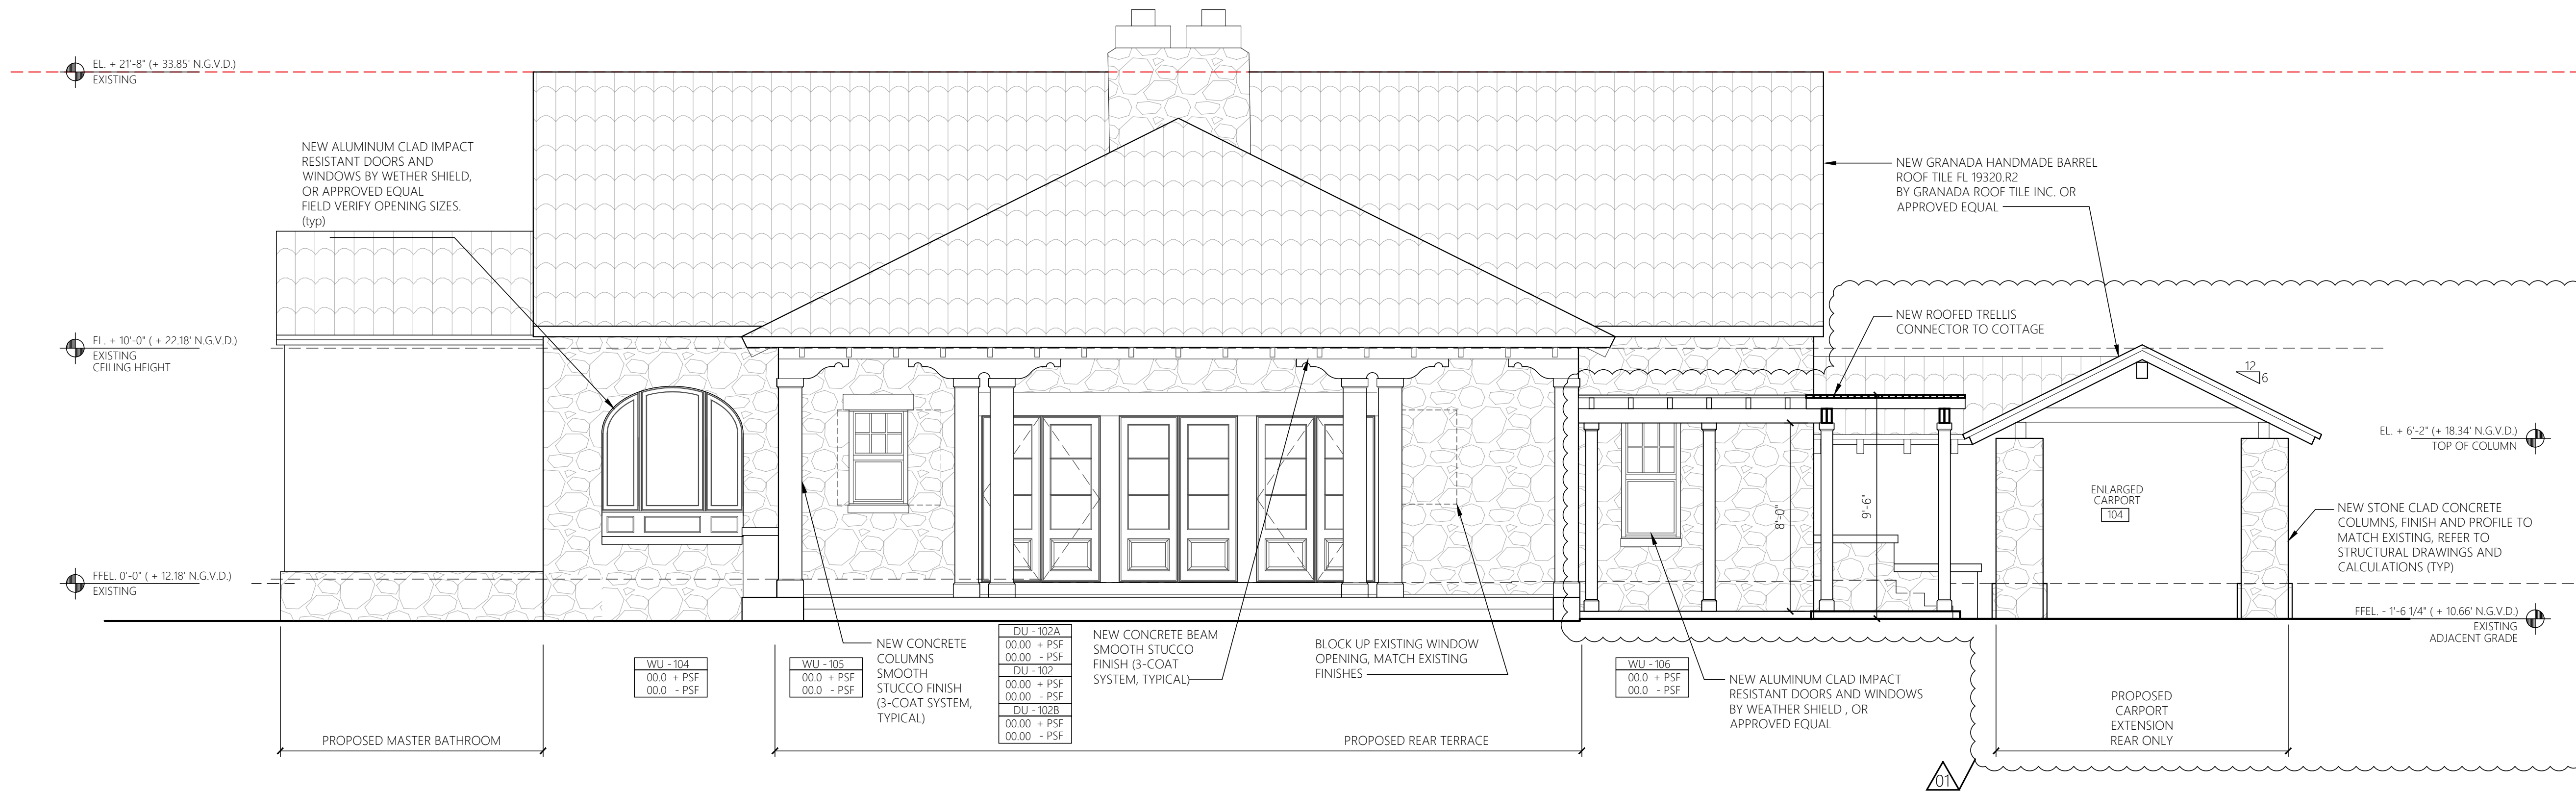 EL. + 21'-8" (+ 33.85' N.G.V.D.)
EXISTING
NEW ALUMINUM CLAD IMPACT
RESISTANT DOORS AND
WINDOWS BY WETHER SHIELD,
OR APPROVED EQUAL
FIELD VERIFY OPENING SIZES.
(typ)
NEW GRANADA HANDMADE BARREL
ROOF TILE FL 19320.R2
BY GRANADA ROOF TILE INC. OR
APPROVED EQUAL
NEW ROOFED TRELLIS
CONNECTOR TO COTTAGE
EL. + 10'-0" ( + 22.18' N.G.V.D.)
EXISTING
CEILING HEIGHT
12
6
EL. + 6'-2" (+ 18.34' N.G.V.D.)
TOP OF COLUMN
8'-0"
9'-6"
ENLARGED
CARPORT
104
NEW STONE CLAD CONCRETE
COLUMNS, FINISH AND PROFILE TO
MATCH EXISTING, REFER TO
STRUCTURAL DRAWINGS AND
CALCULATIONS (TYP)
FFEL. 0'-0" ( + 12.18' N.G.V.D.)
EXISTING
FFEL. - 1'-6 1/4" ( + 10.66' N.G.V.D.)
EXISTING
ADJACENT GRADE
WU - 104
00.0 + PSF
00.0 - PSF
WU - 105
00.0 + PSF
00.0 - PSF
NEW CONCRETE
COLUMNS
SMOOTH
STUCCO FINISH
(3-COAT SYSTEM,
TYPICAL)
DU - 102A
00.00 + PSF
00.00 - PSF
DU - 102
00.00 + PSF
00.00 - PSF
DU - 102B
00.00 + PSF
00.00 - PSF
NEW CONCRETE BEAM
SMOOTH STUCCO
FINISH (3-COAT
SYSTEM, TYPICAL)
BLOCK UP EXISTING WINDOW
OPENING, MATCH EXISTING
FINISHES
WU - 106
00.0 + PSF
00.0 - PSF
NEW ALUMINUM CLAD IMPACT
RESISTANT DOORS AND WINDOWS
BY WEATHER SHIELD , OR
APPROVED EQUAL
PROPOSED
CARPORT
EXTENSION
REAR ONLY
PROPOSED MASTER BATHROOM
PROPOSED REAR TERRACE
01